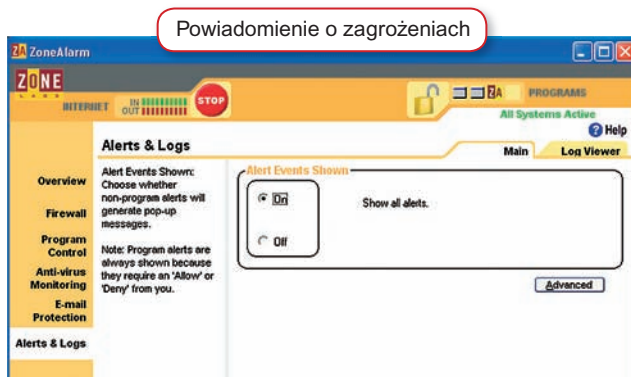 Powiadomienie o zagrożeniach
ZA ZoneAlarm
ZONE
LABS
INTERNET
IN
OUT
STOP
ZA
PROGRAMS
All Systems Active
Help
Alerts & Logs
Main
Log Viewer
Overview
Firewall
Program
Control
Anti-virus
Monitoring
E-mail
Protection
Alerts & Logs
Alert Events Shown:
Choose whether
non-program alerts will
generate pop-up
messages.
Note: Program alerts are
always shown because
they require an 'Allow' or
'Deny' from you.
Alert Events Shown
On
Show all alerts.
Off
Advanced